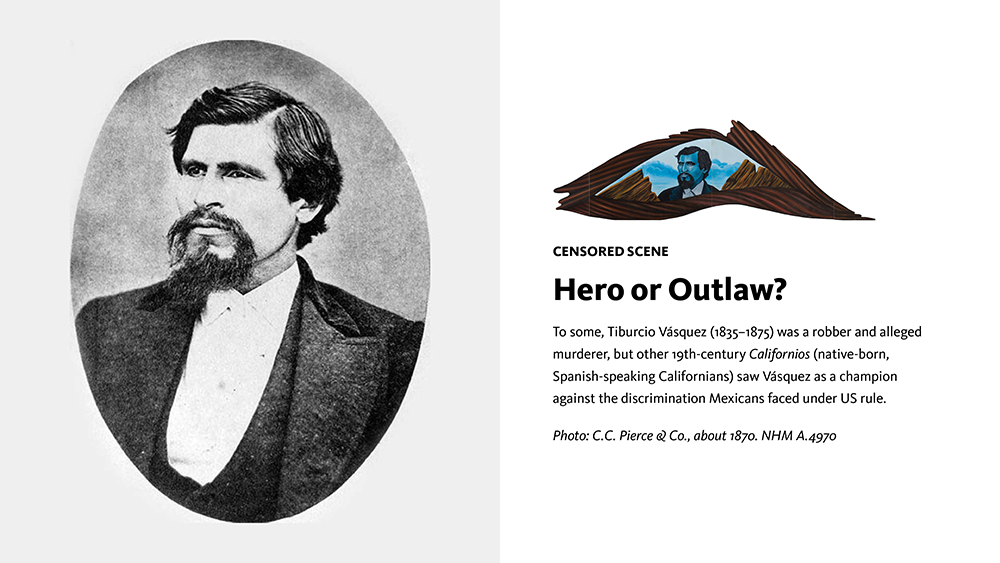 CENSORED SCENE
Hero or Outlaw?
To some, Tiburcio Vásquez (1835–1875) was a robber and alleged
murderer, but other 19th-century Californios (native-born,
Spanish-speaking Californians) saw Vásquez as a champion
against the discrimination Mexicans faced under US rule.
Photo: C.C. Pierce & Co., about 1870. NHM A.4970